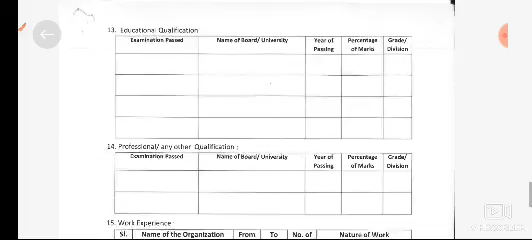 13. Educational Qualification
Examination Passed Name of Board/ University Year of Passing Percentage of Marks Grade/ Division
14. Professional/ any other Qualification :
Examination Passed Name of Board/ University Year of Passing Percentage of Marks Grade/ Division
15. Work Experience :
Sl. Name of the Organization From To No. of Nature of Work